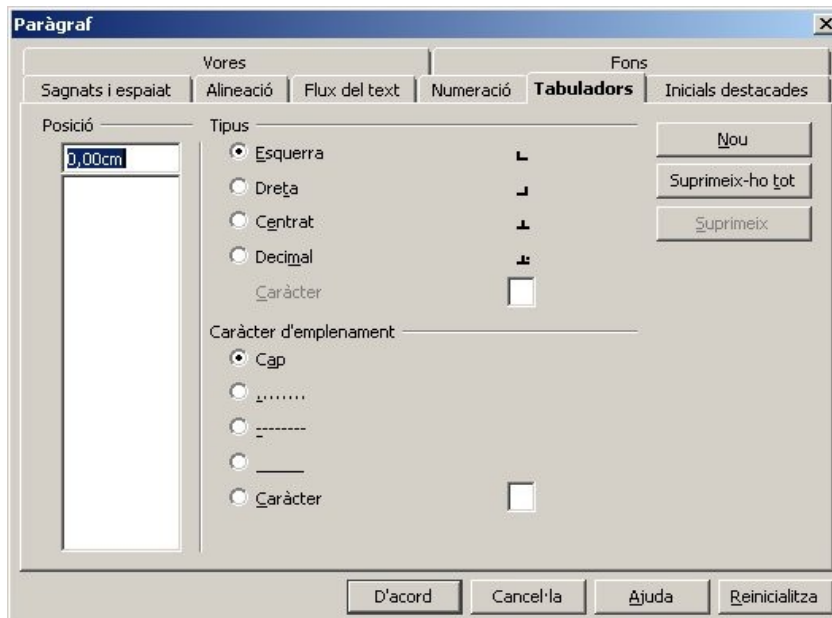 Paràgraf
Vores
Fons
Sagnats i espaiat
Alineació
Flux del text
Numeració
Tabuladors
Inicials destacades
Posició
0,00cm
Tipus
Esquerra
Dreta
Centrat
Decimal
Caràcter
Caràcter d'emplenament
Cap
........
--------
_____
Caràcter
Nou
Suprimeix-ho tot
Suprimeix
D'acord
Cancel·la
Ajuda
Reinicialitza